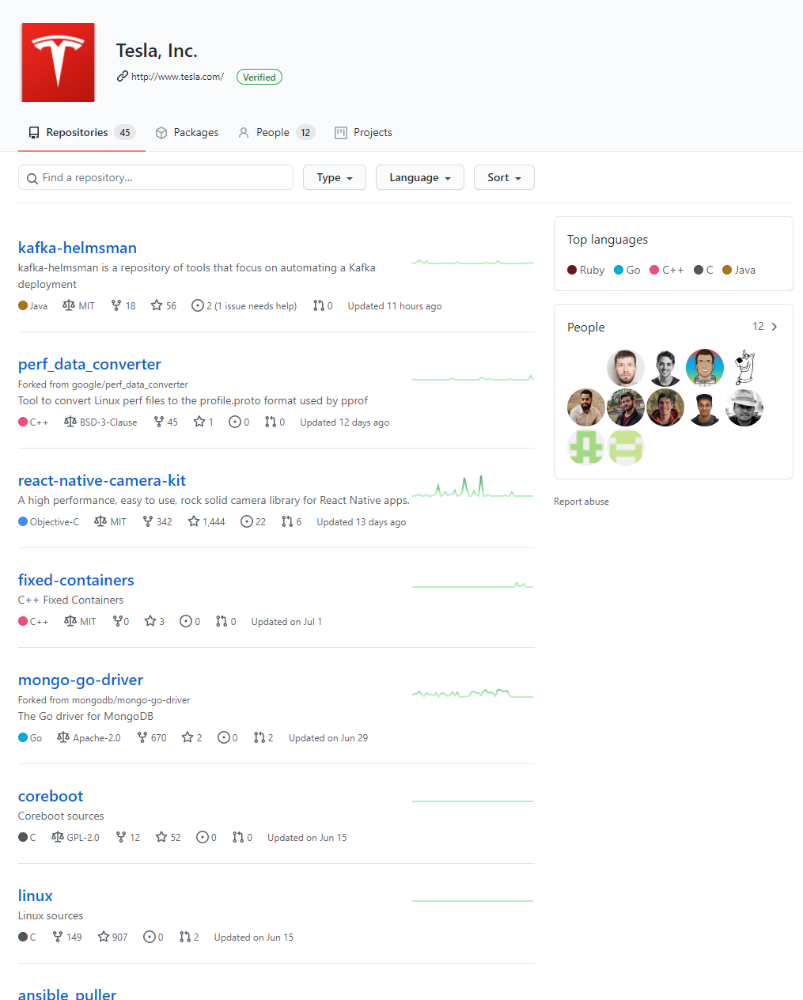 Tesla, Inc.
http://www.tesla.com/ Verified
Repositories 45 Packages People 12 Projects
Find a repository... Type Language Sort
kafka-helmsman
kafka-helmsman is a repository of tools that focus on automating a Kafka
deployment
Java MIT 18 56 2 (1 issue needs help) 0 Updated 11 hours ago
perf_data_converter
Forked from google/perf_data_converter
Tool to convert Linux perf files to the profile.proto format used by pprof
C++ BSD-3-Clause 45 1 0 0 Updated 12 days ago
react-native-camera-kit
A high performance, easy to use, rock solid camera library for React Native apps.
Objective-C MIT 342 1,444 22 6 Updated 13 days ago
fixed-containers
C++ Fixed Containers
C++ MIT 0 3 0 0 Updated on Jul 1
mongo-go-driver
Forked from mongodb/mongo-go-driver
The Go driver for MongoDB
Go Apache-2.0 670 2 0 2 Updated on Jun 29
coreboot
Coreboot sources
C GPL-2.0 12 52 0 0 Updated on Jun 15
linux
Linux sources
C 149 907 0 2 Updated on Jun 15
ansible_puller
Top languages
Ruby Go C++ C Java
People 12
Report abuse